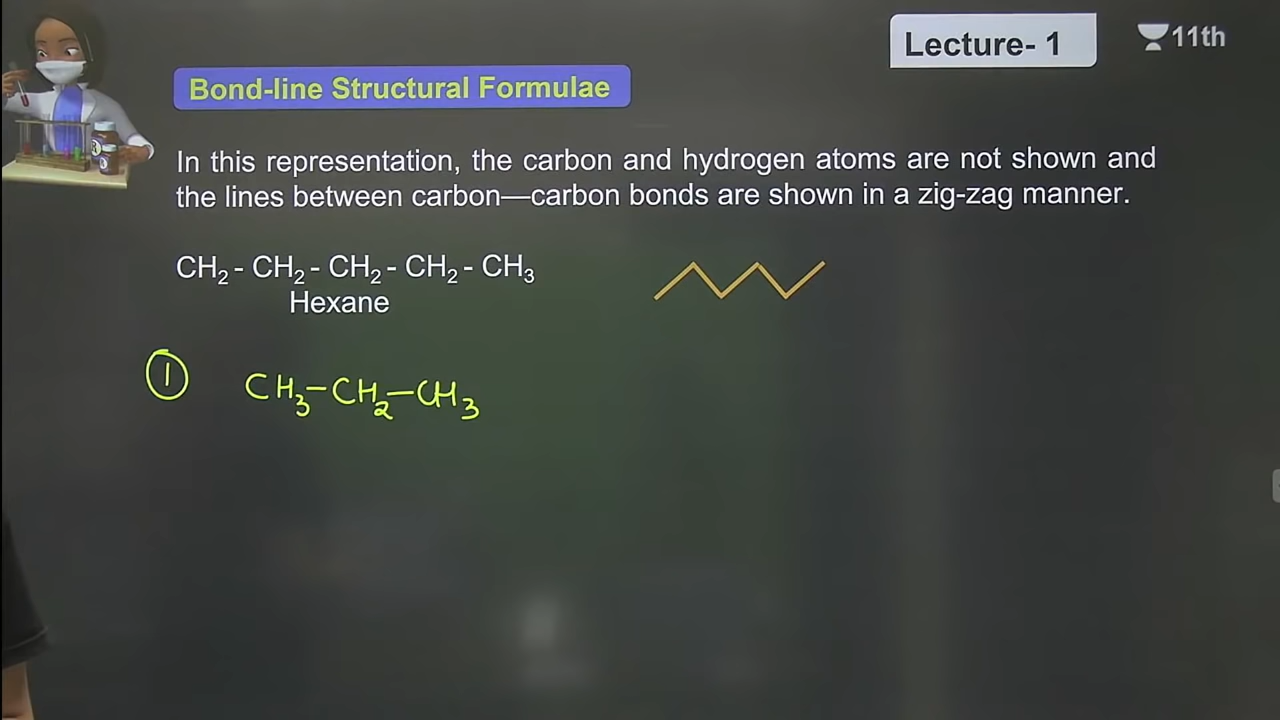 Lecture- 1
11th
Bond-line Structural Formulae
In this representation, the carbon and hydrogen atoms are not shown and
the lines between carbon—carbon bonds are shown in a zig-zag manner.
CH₂ - CH₂ - CH₂ - CH₂ - CH₃
Hexane
① CH₃–CH₂–CH₃